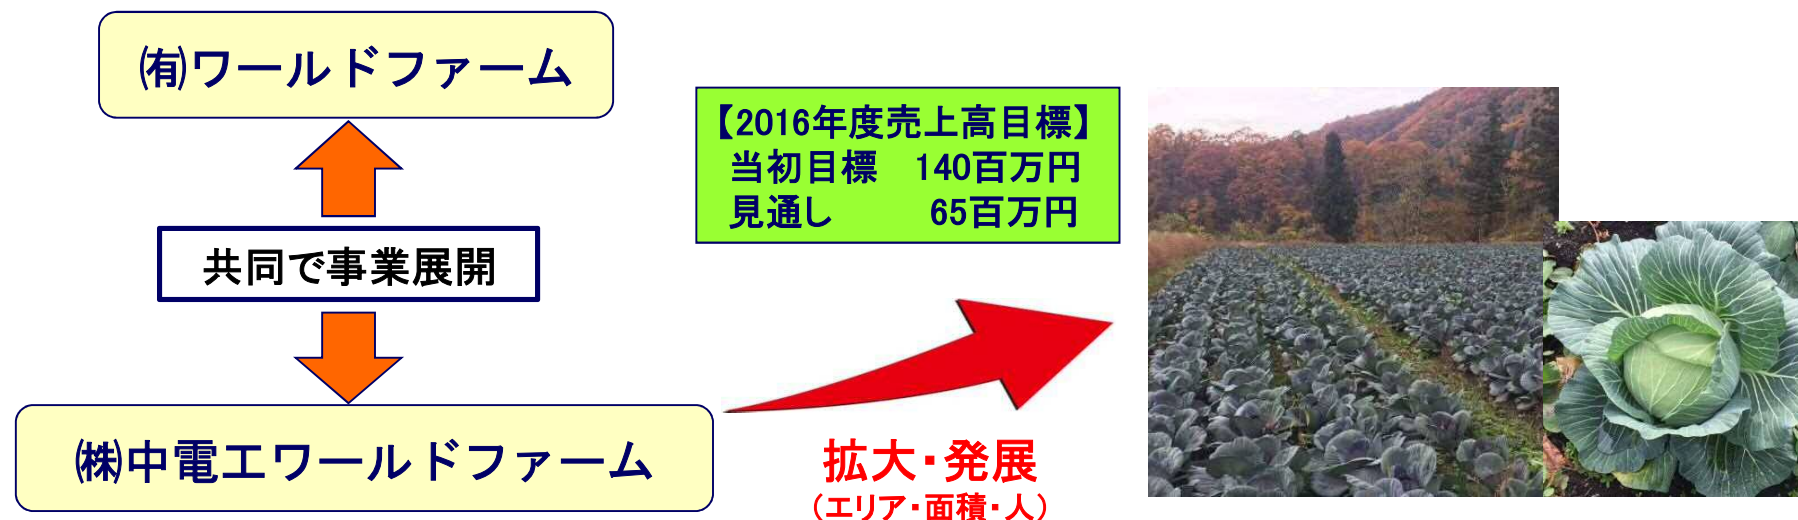 ㈲ワールドファーム
共同で事業展開
㈱中電工ワールドファーム
【2016年度売上高目標】
当初目標　140百万円
見通し　65百万円
拡大・発展
（エリア・面積・人）